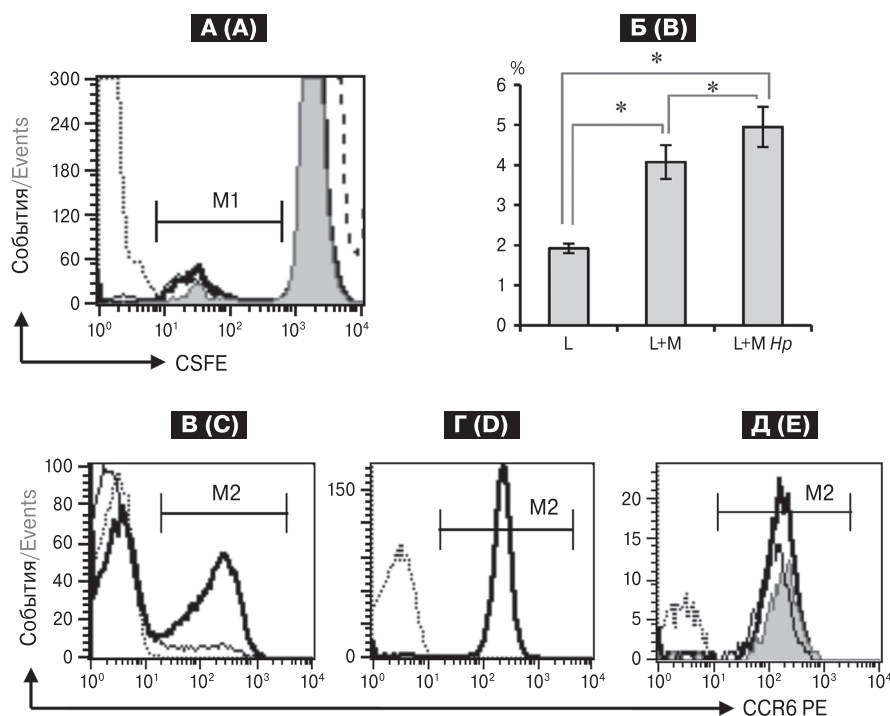 А (A)
300
240
180
120
60
0
События/Events
M1
10⁰ 10¹ 10² 10³ 10⁴
CSFE
Б (B)
%
6
5
4
3
2
1
0
* * *
L L+M L+M Hp
В (C)
100
80
60
40
20
0
События/Events
M2
10⁰ 10¹ 10² 10³ 10⁴
Г (D)
150
0
M2
10⁰ 10¹ 10² 10³ 10⁴
Д (E)
20
15
10
5
0
M2
10⁰ 10¹ 10² 10³ 10⁴
CCR6 PE